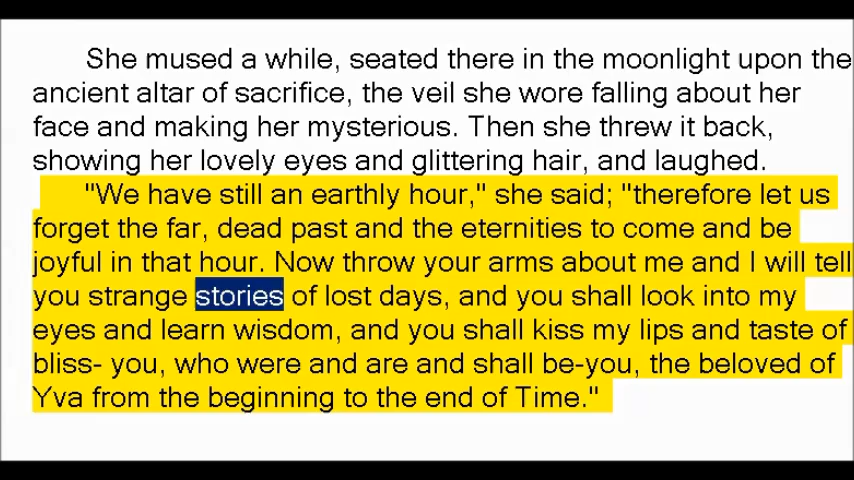 She mused a while, seated there in the moonlight upon the
ancient altar of sacrifice, the veil she wore falling about her
face and making her mysterious. Then she threw it back,
showing her lovely eyes and glittering hair, and laughed.
"We have still an earthly hour," she said; "therefore let us
forget the far, dead past and the eternities to come and be
joyful in that hour. Now throw your arms about me and I will tell
you strange stories of lost days, and you shall look into my
eyes and learn wisdom, and you shall kiss my lips and taste of
bliss- you, who were and are and shall be-you, the beloved of
Yva from the beginning to the end of Time."